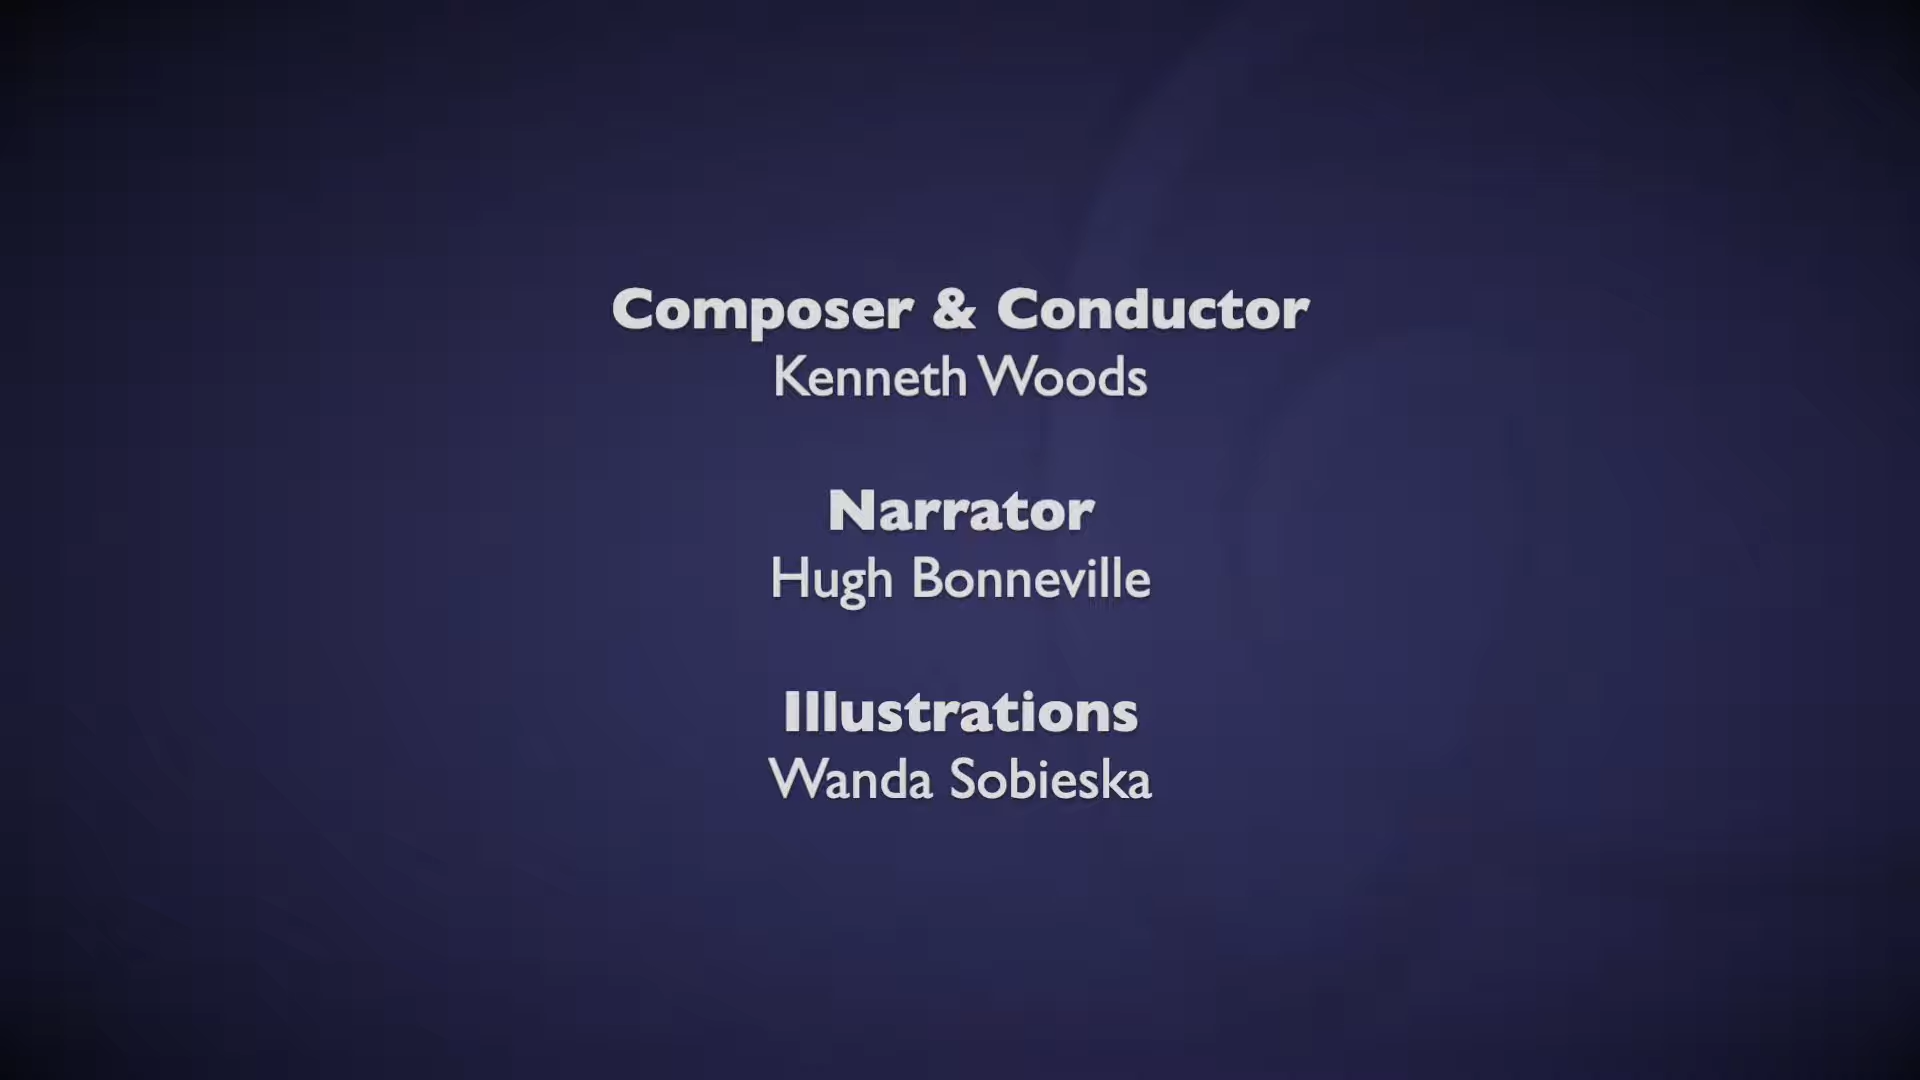 Composer & Conductor
Kenneth Woods
Narrator
Hugh Bonneville
Illustrations
Wanda Sobieska